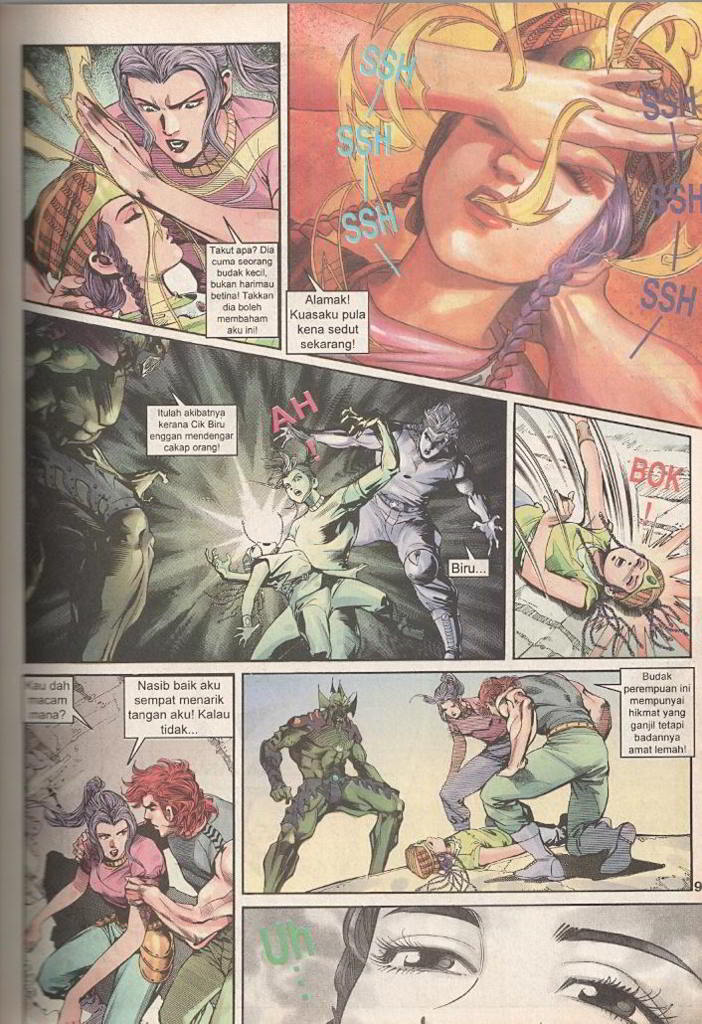 Takut apa? Dia
cuma seorang
budak kecil,
bukan harimau
betina! Takkan
dia boleh
membaham
aku ini!
SSH
SSH
SSH
SSH
SSH
SSH
Alamak!
Kuasaku pula
kena sedut
sekarang!
Itulah akibatnya
kerana Cik Biru
enggan mendengar
cakap orang!
AH
!
Biru...
BOK
!
Kau dah
macam
mana?
Nasib baik aku
sempat menarik
tangan aku! Kalau
tidak...
Budak
perempuan ini
mempunyai
hikmat yang
ganjil tetapi
badannya
amat lemah!
9
Uh
...